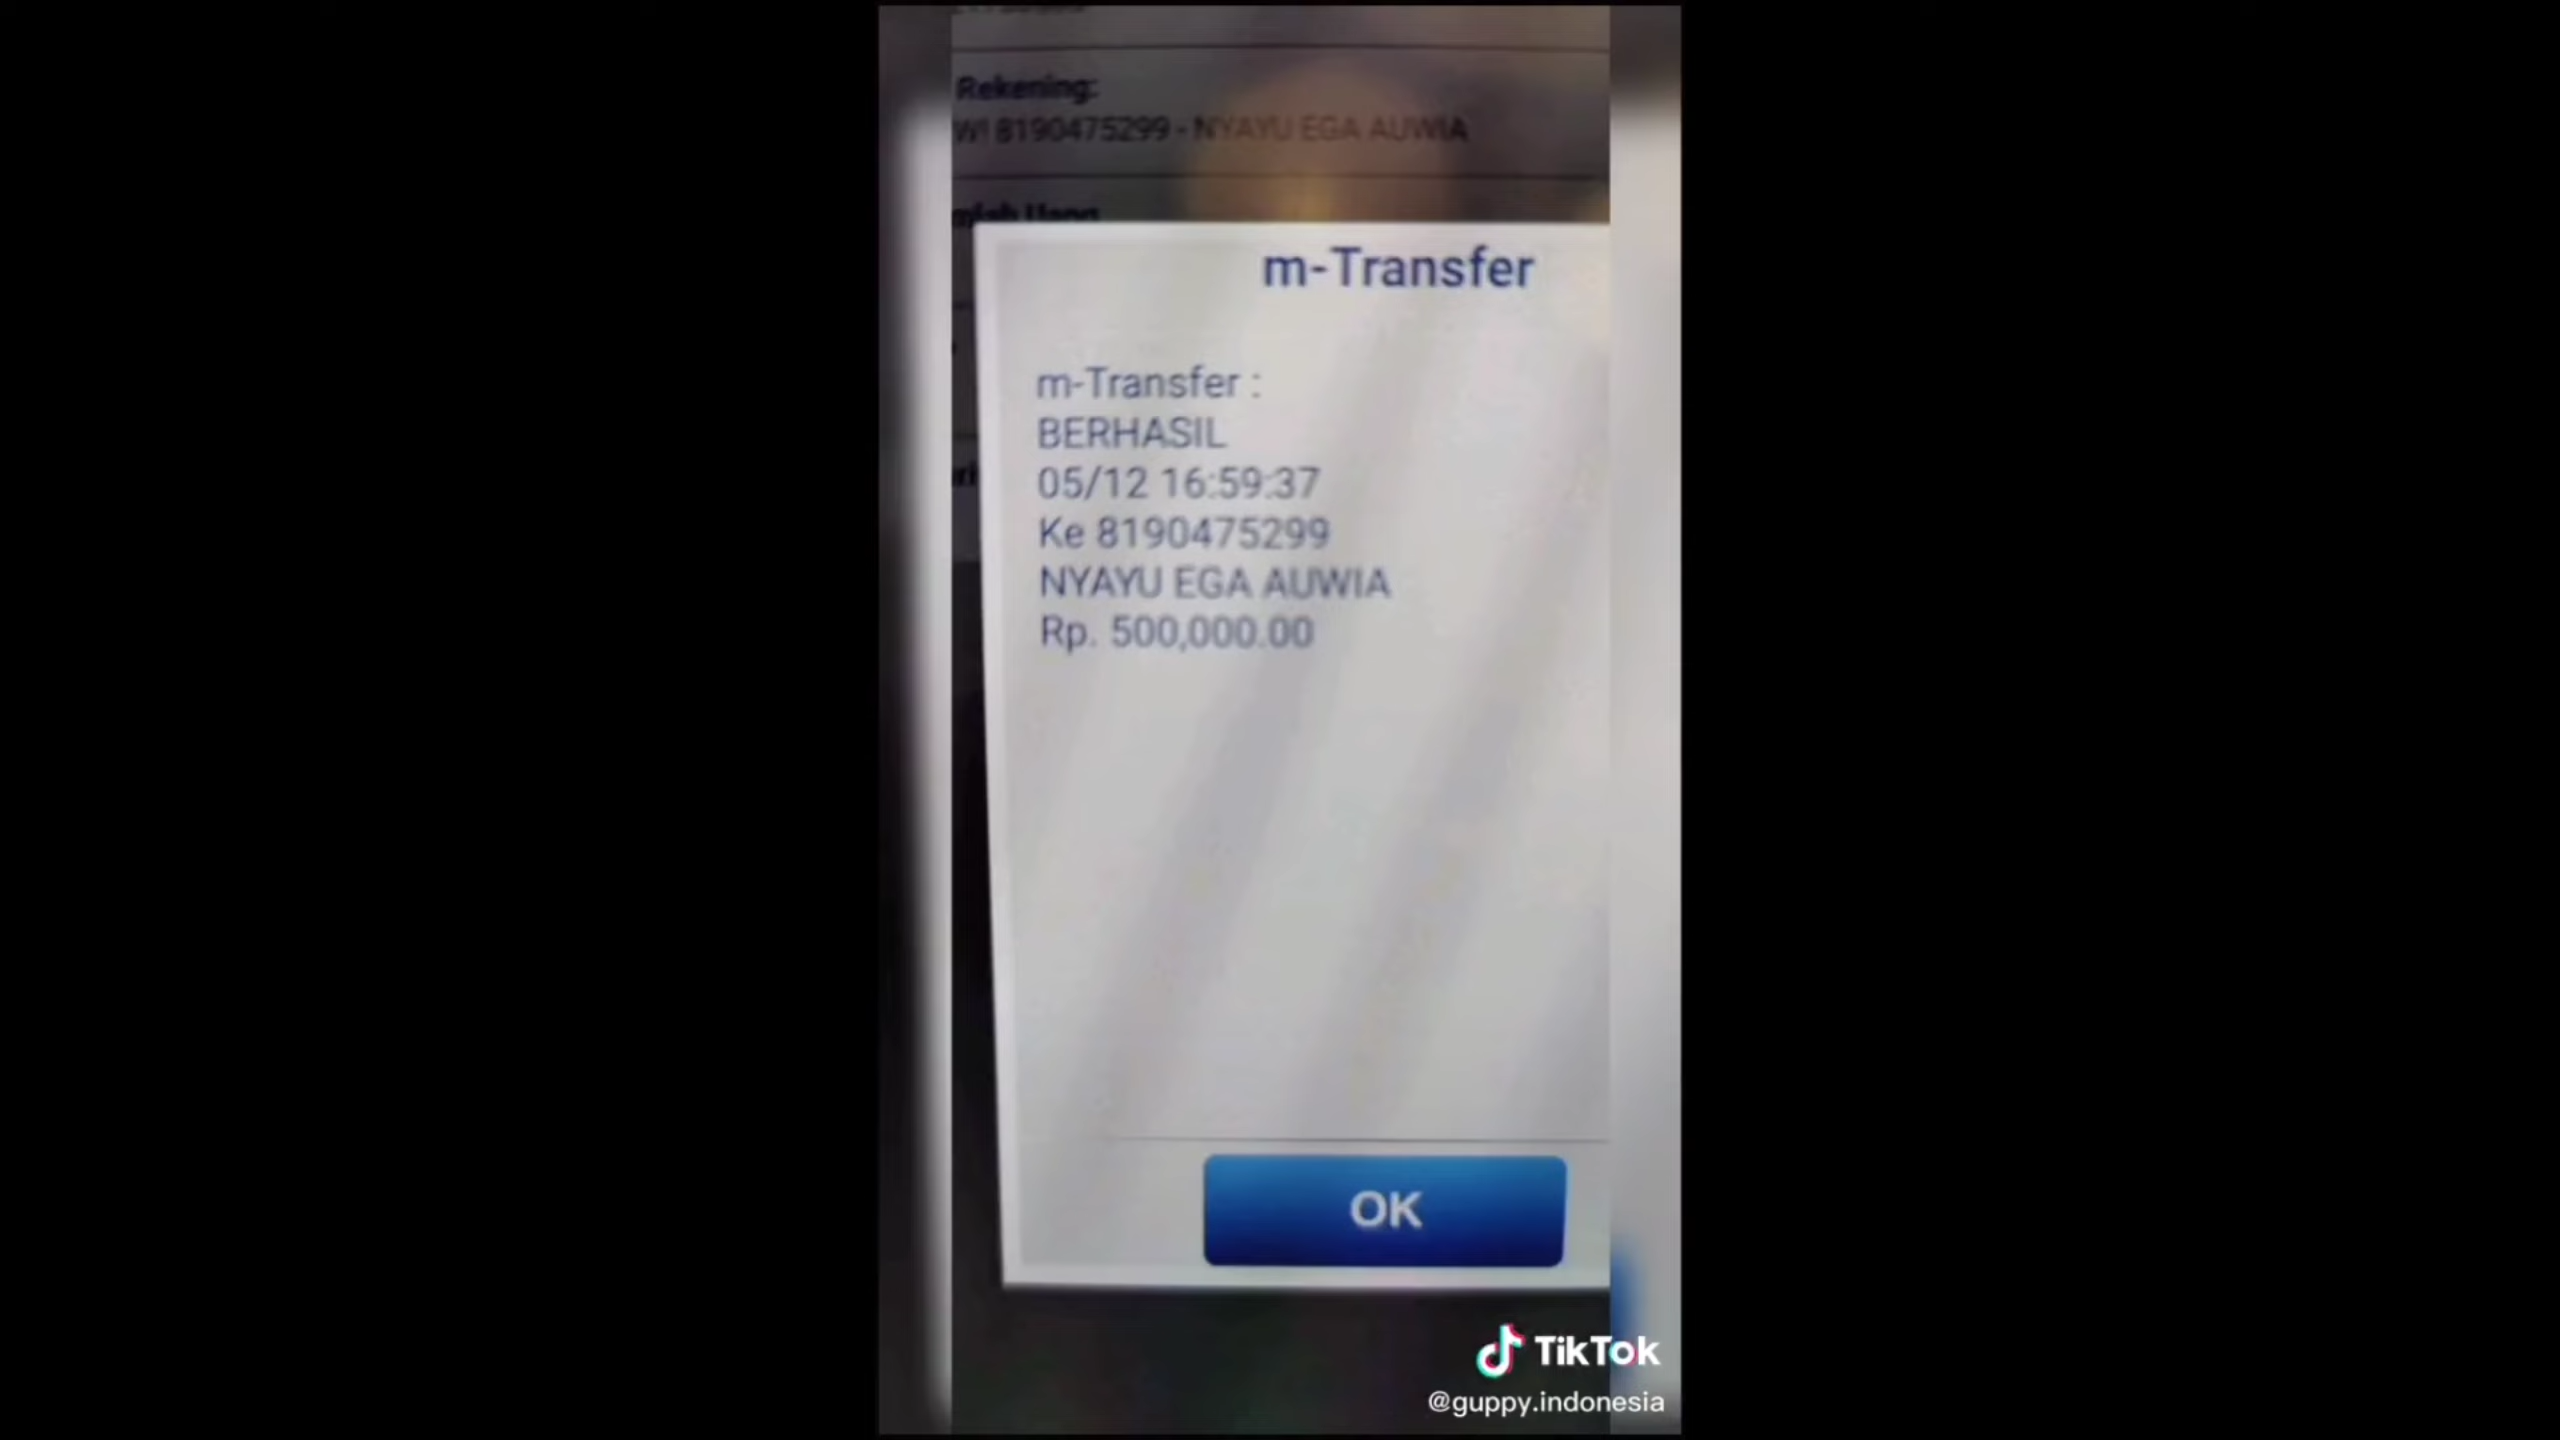 Rekening:
8190475299 - NYAYU EGA AUWIA
m-Transfer
m-Transfer :
BERHASIL
05/12 16:59:37
Ke 8190475299
NYAYU EGA AUWIA
Rp. 500,000.00
OK
TikTok
@guppy.indonesia